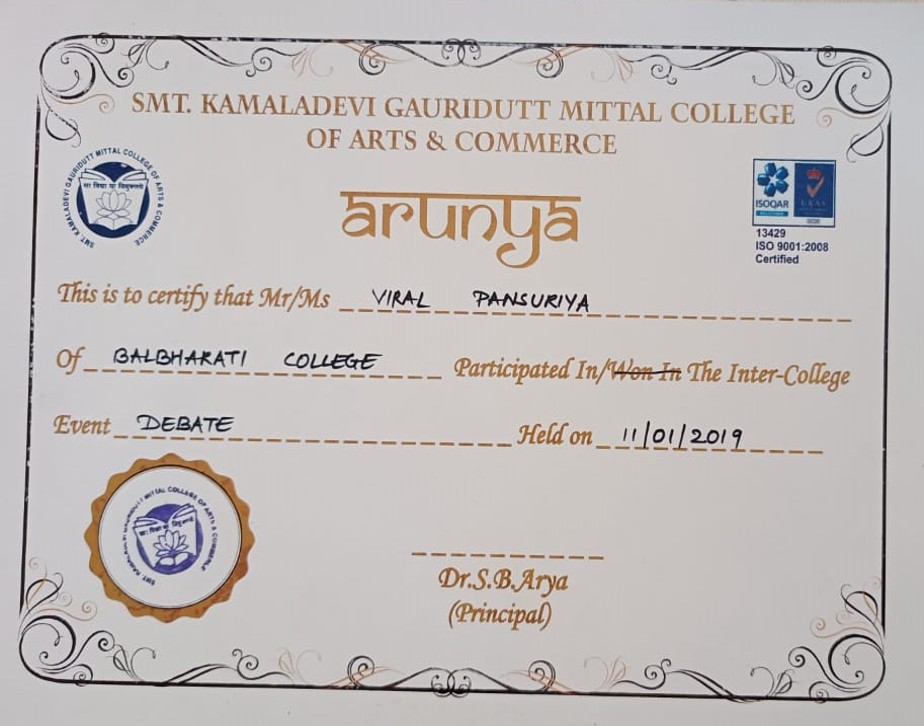 SMT. KAMALADEVI GAURIDUTT MITTAL COLLEGE
OF ARTS & COMMERCE
SMT. KAMALADEVI GAURIDUTT MITTAL COLLEGE OF ARTS & COMMERCE
सा विद्या या विमुक्तये
arunya
ISOQAR
UKAS
13429
ISO 9001:2008
Certified
This is to certify that Mr/Ms VIRAL PANSURIYA
Of BALBHARATI COLLEGE Participated In/Won In The Inter-College
Event DEBATE Held on 11/01/2019
SMT. KAMALADEVI GAURIDUTT MITTAL COLLEGE OF ARTS & COMMERCE
Dr.S.B.Arya
(Principal)